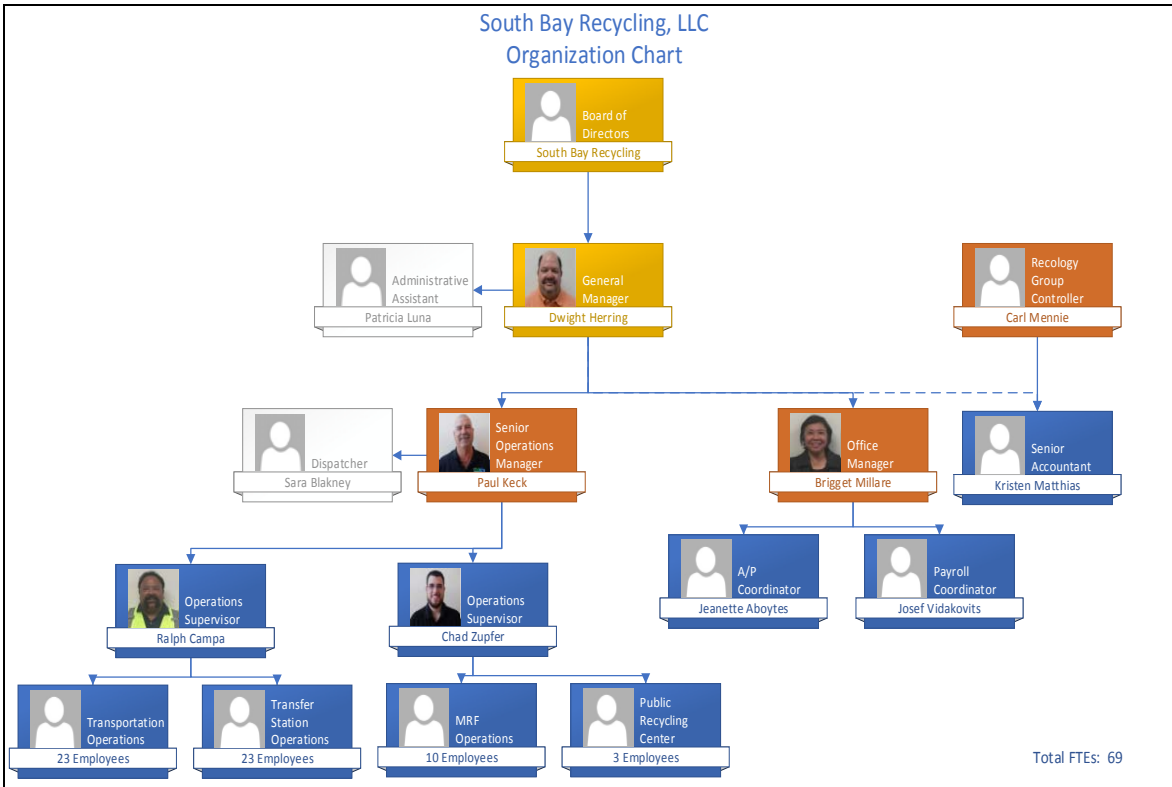 South Bay Recycling, LLC
Organization Chart
Board of
Directors
South Bay Recycling
Administrative
Assistant
Patricia Luna
General
Manager
Dwight Herring
Recology
Group
Controller
Carl Mennie
Dispatcher
Sara Blakney
Senior
Operations
Manager
Paul Keck
Office
Manager
Brigget Millare
Senior
Accountant
Kristen Matthias
Operations
Supervisor
Ralph Campa
Operations
Supervisor
Chad Zupfer
A/P
Coordinator
Jeanette Aboytes
Payroll
Coordinator
Josef Vidakovits
Transportation
Operations
23 Employees
Transfer
Station
Operations
23 Employees
MRF
Operations
10 Employees
Public
Recycling
Center
3 Employees
Total FTEs: 69